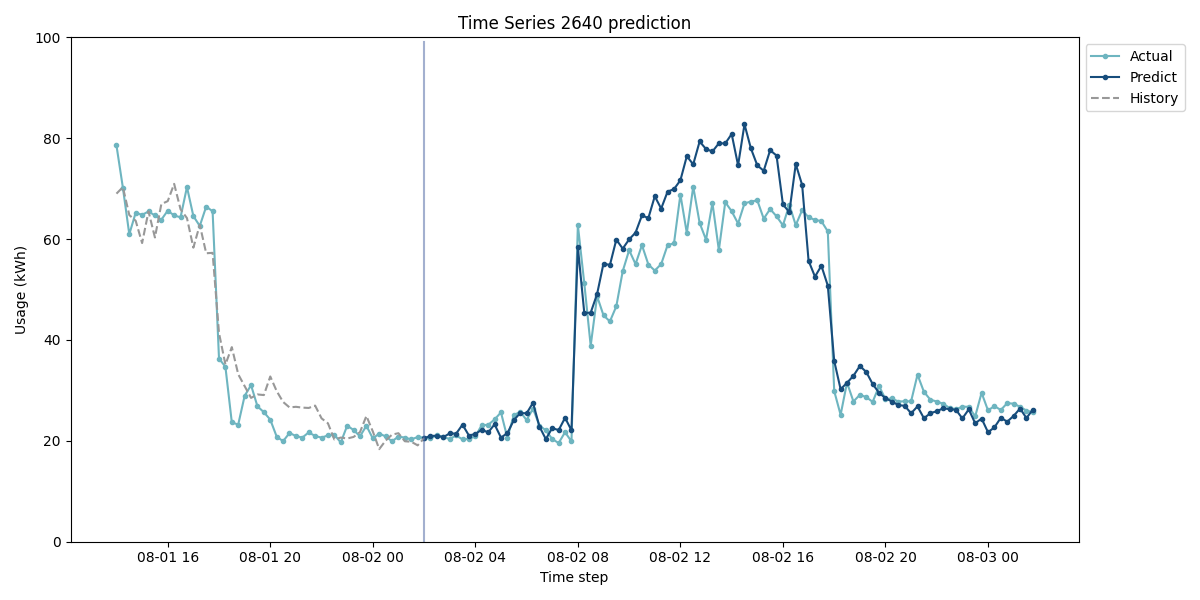 Time Series 2640 prediction
100
80
60
40
20
0
Usage (kWh)
08-01 16
08-01 20
08-02 00
08-02 04
08-02 08
08-02 12
08-02 16
08-02 20
08-03 00
Time step
Actual
Predict
History